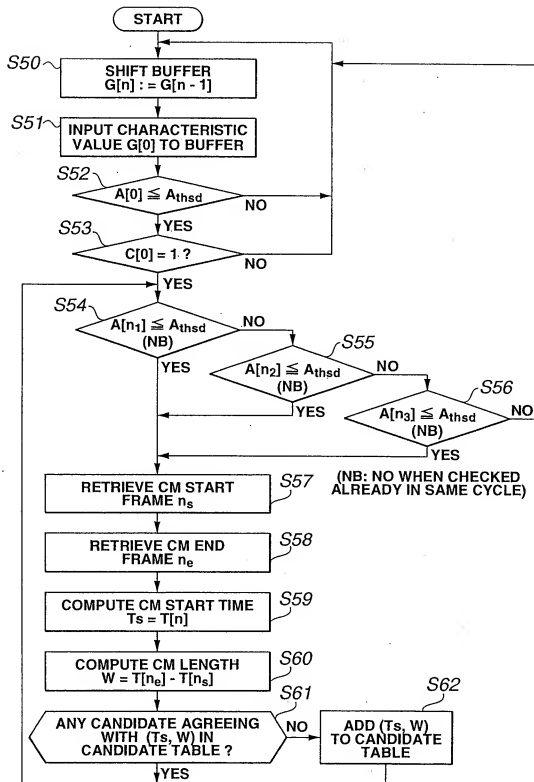 START
S50
SHIFT BUFFER
G[n] : = G[n - 1]
S51
INPUT CHARACTERISTIC
VALUE G[0] TO BUFFER
S52
A[0] ≦ Athsd
NO
YES
S53
C[0] = 1 ?
NO
YES
S54
A[n1] ≦ Athsd
(NB)
NO
YES
S55
A[n2] ≦ Athsd
(NB)
NO
YES
S56
A[n3] ≦ Athsd
(NB)
NO
YES
(NB: NO WHEN CHECKED
ALREADY IN SAME CYCLE)
RETRIEVE CM START
FRAME ns
S57
RETRIEVE CM END
FRAME ne
S58
COMPUTE CM START TIME
Ts = T[n]
S59
COMPUTE CM LENGTH
W = T[ne] - T[ns]
S60
S61
ANY CANDIDATE AGREEING
WITH (Ts, W) IN
CANDIDATE TABLE ?
NO
YES
S62
ADD (Ts, W)
TO CANDIDATE
TABLE